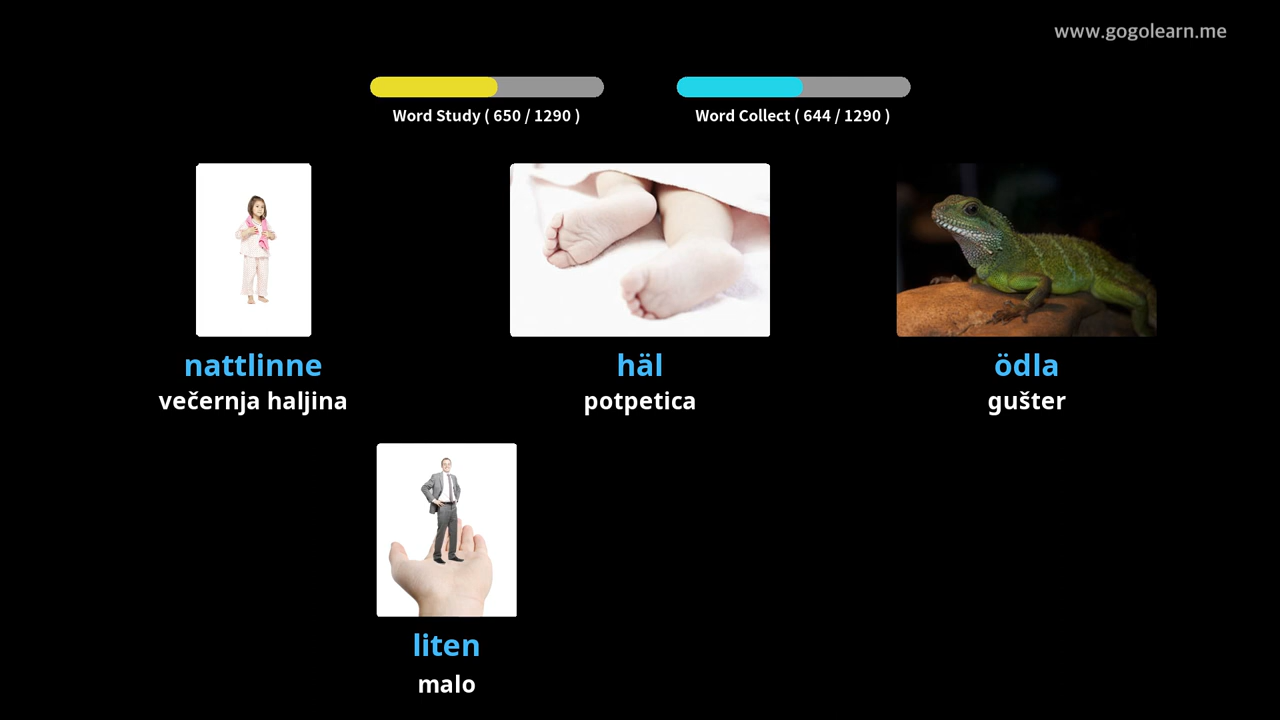 www.gogolearn.me
Word Study ( 650 / 1290 )
Word Collect ( 644 / 1290 )
nattlinne
večernja haljina
häl
potpetica
ödla
gušter
liten
malo